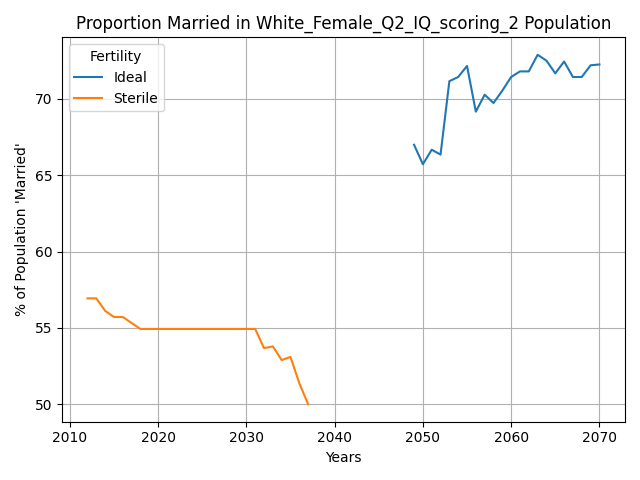 Proportion Married in White_Female_Q2_IQ_scoring_2 Population
Fertility
Ideal
Sterile
% of Population 'Married'
70
65
60
55
50
2010 2020 2030 2040 2050 2060 2070
Years